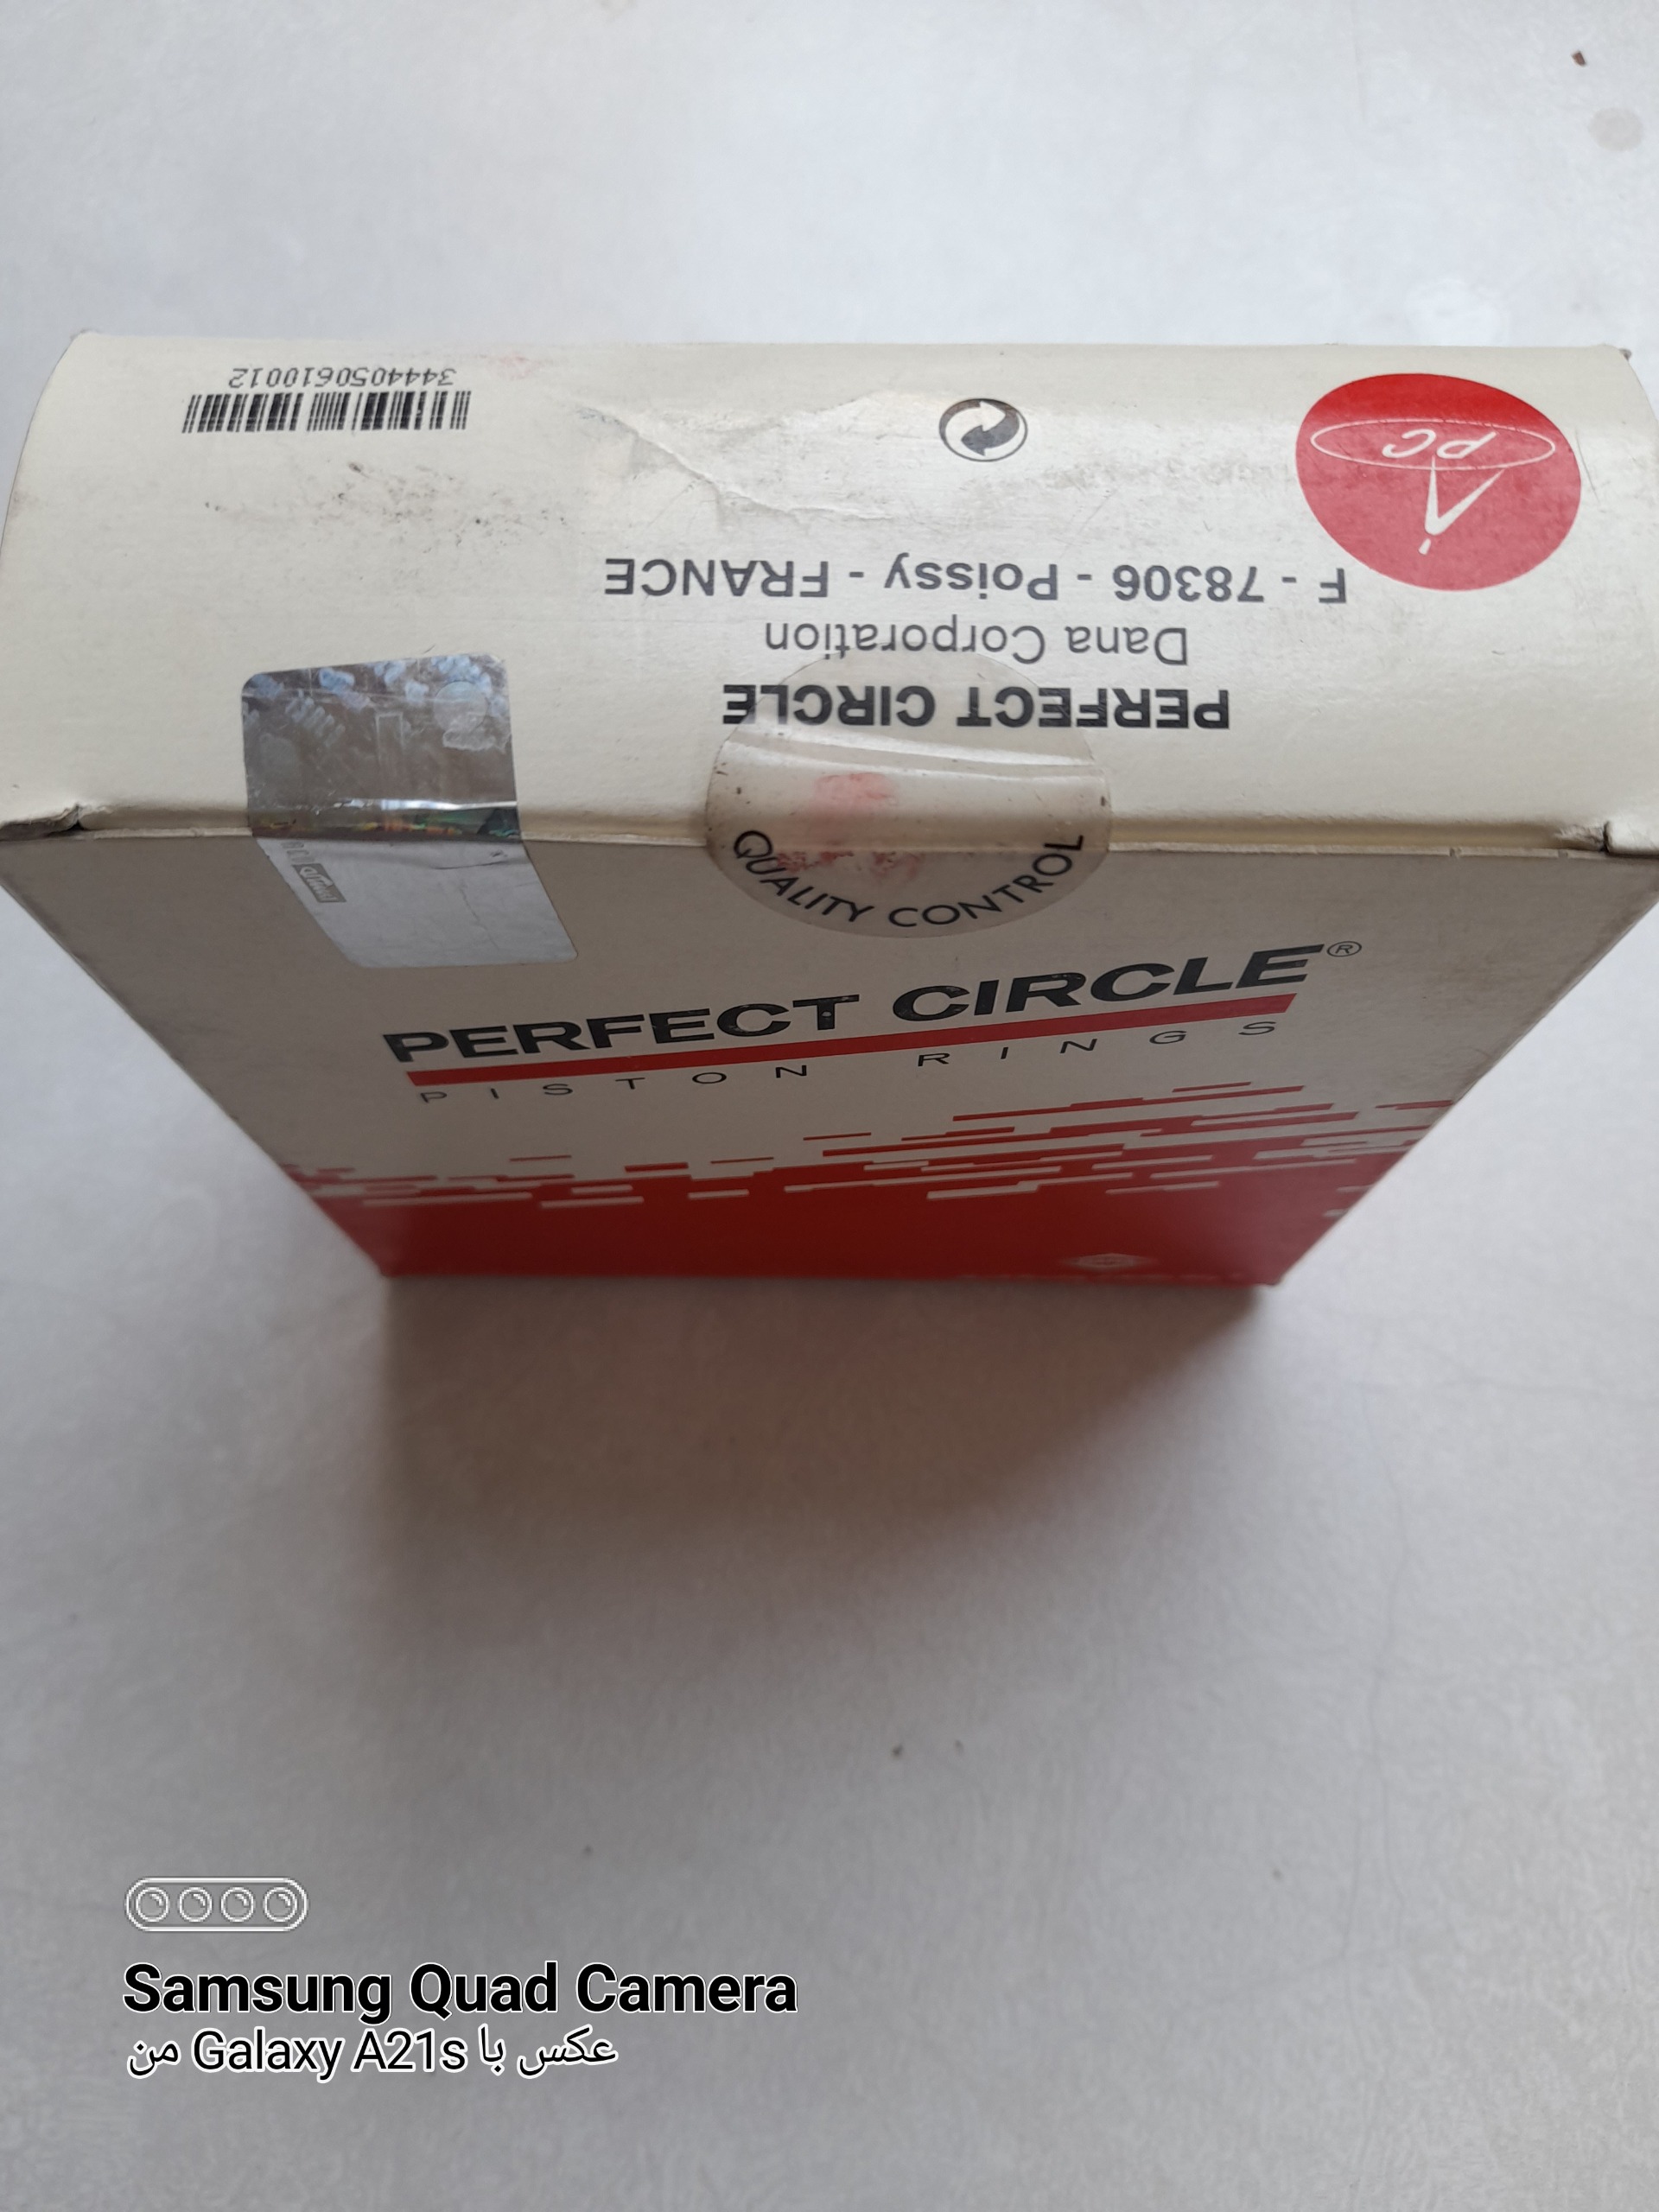 3444050610012
PC
F - 78306 - Poissy - FRANCE
Dana Corporation
PERFECT CIRCLE
QUALITY CONTROL
PERFECT CIRCLE®
PISTON RINGS
Samsung Quad Camera
عکس با Galaxy A21s من